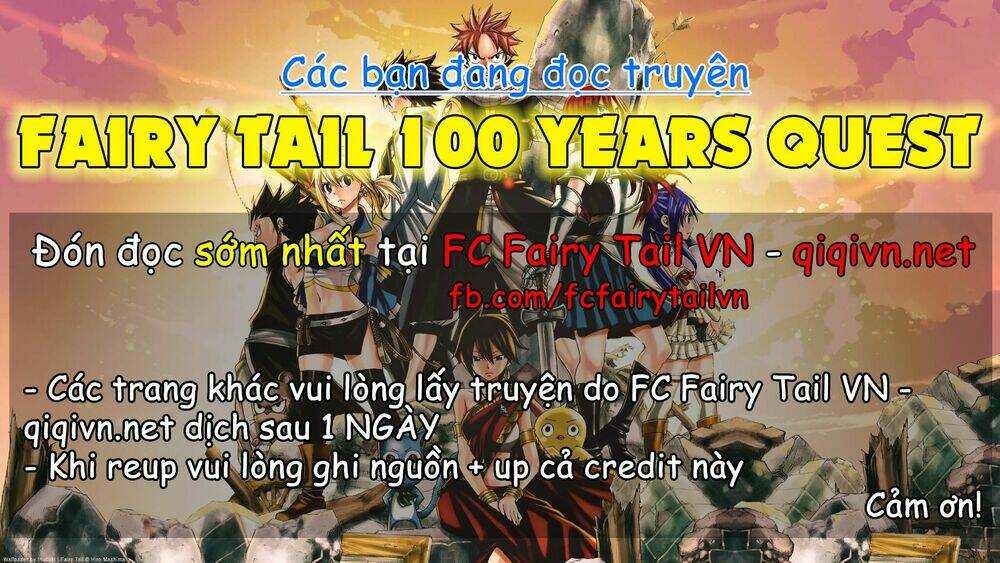 Các bạn đang đọc truyện
FAIRY TAIL 100 YEARS QUEST
Đón đọc sớm nhất tại FC Fairy Tail VN - qiqivn.net
fb.com/fcfairytailvn
- Các trang khác vui lòng lấy truyện do FC Fairy Tail VN -
qiqivn.net dịch sau 1 NGÀY
- Khi reup vui lòng ghi nguồn + up cả credit này
Cảm ơn!